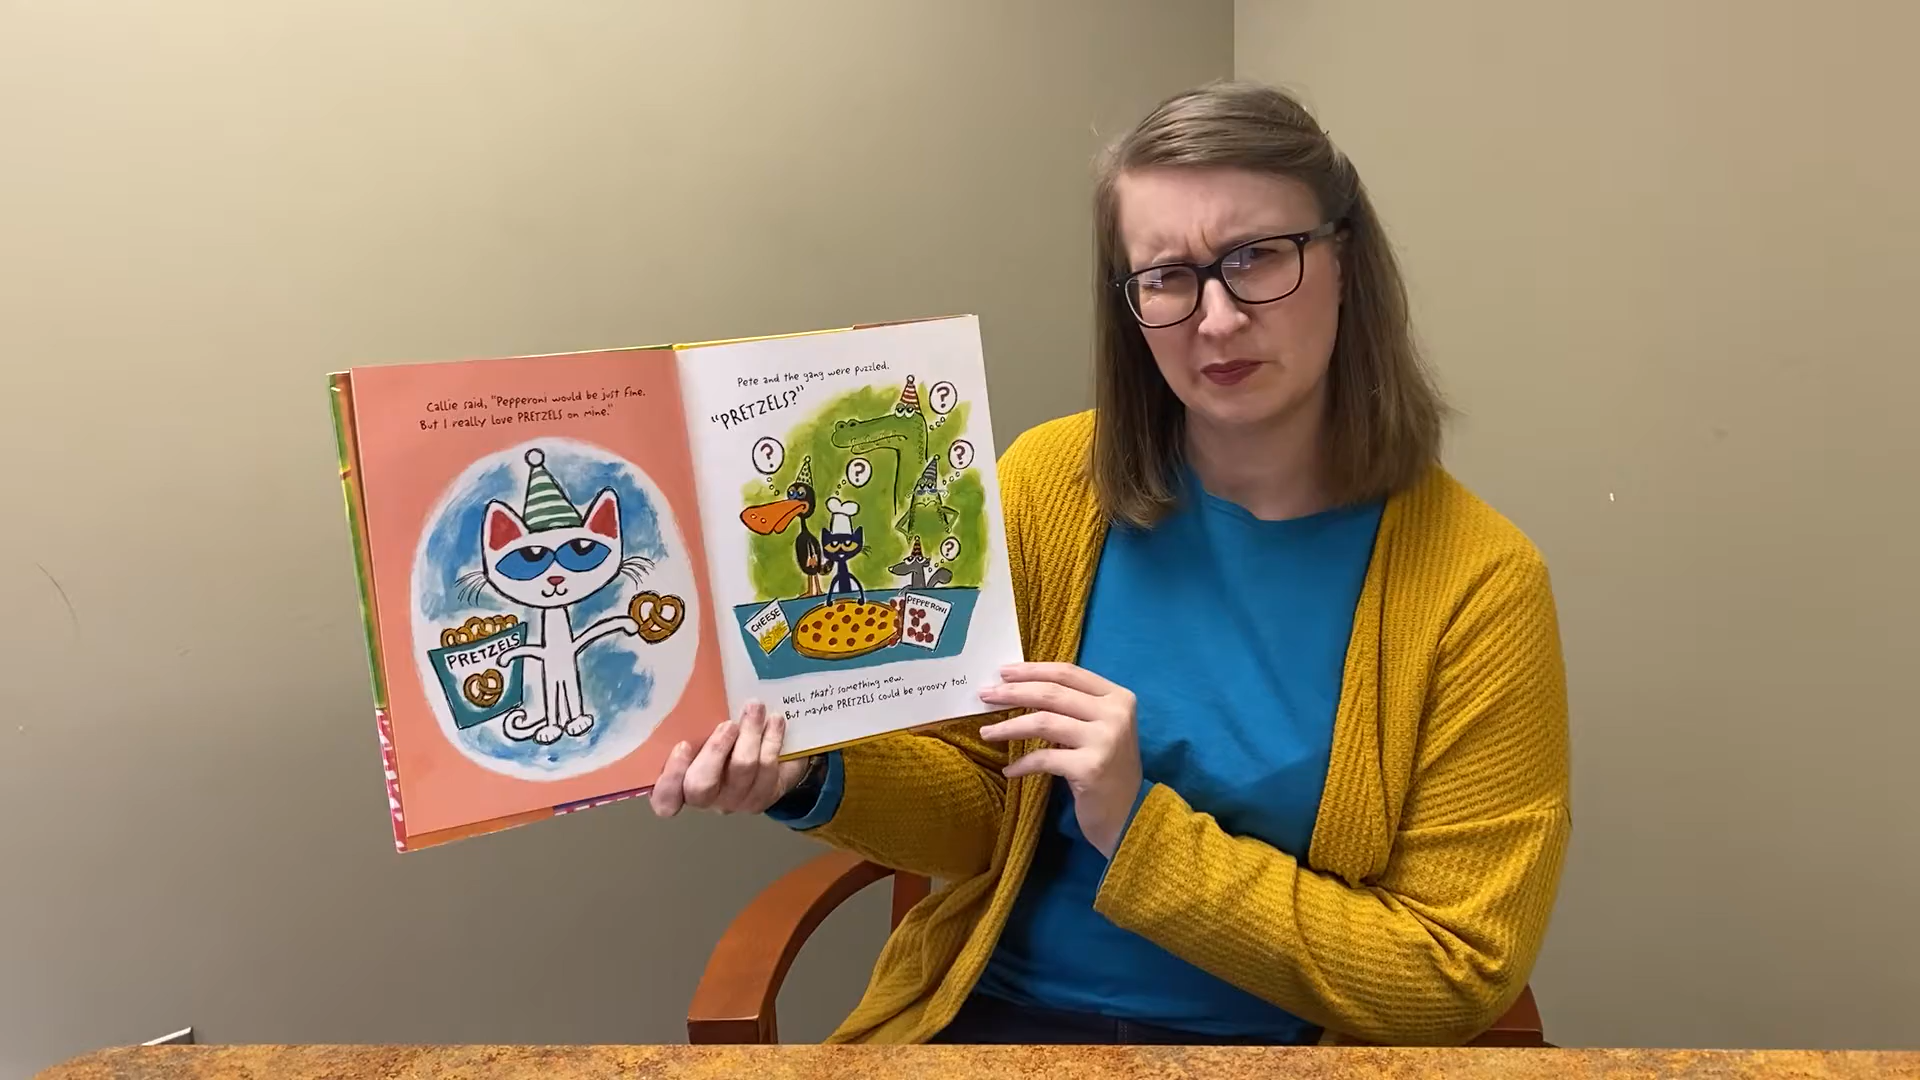 Callie said, "Pepperoni would be just fine.
But I really love PRETZELS on mine."
PRETZELS
Pete and the gang were puzzled.
"PRETZELS?"
?
?
?
?
?
CHEESE
PEPPERONI
Well, that's something new.
But maybe PRETZELS could be groovy too!